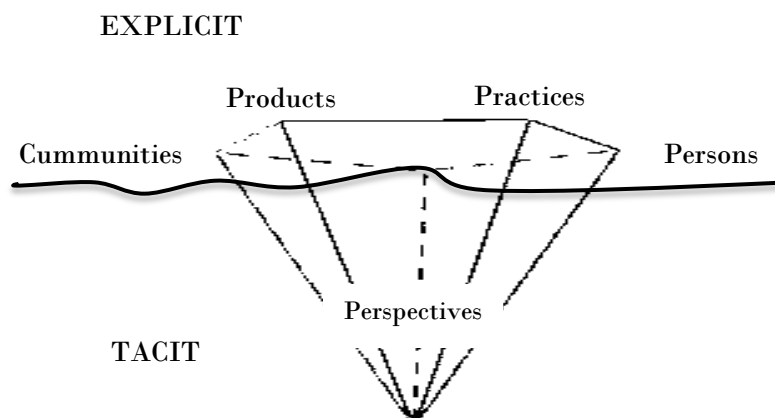 EXPLICIT
Products Practices
Cummunities Persons
Perspectives
TACIT